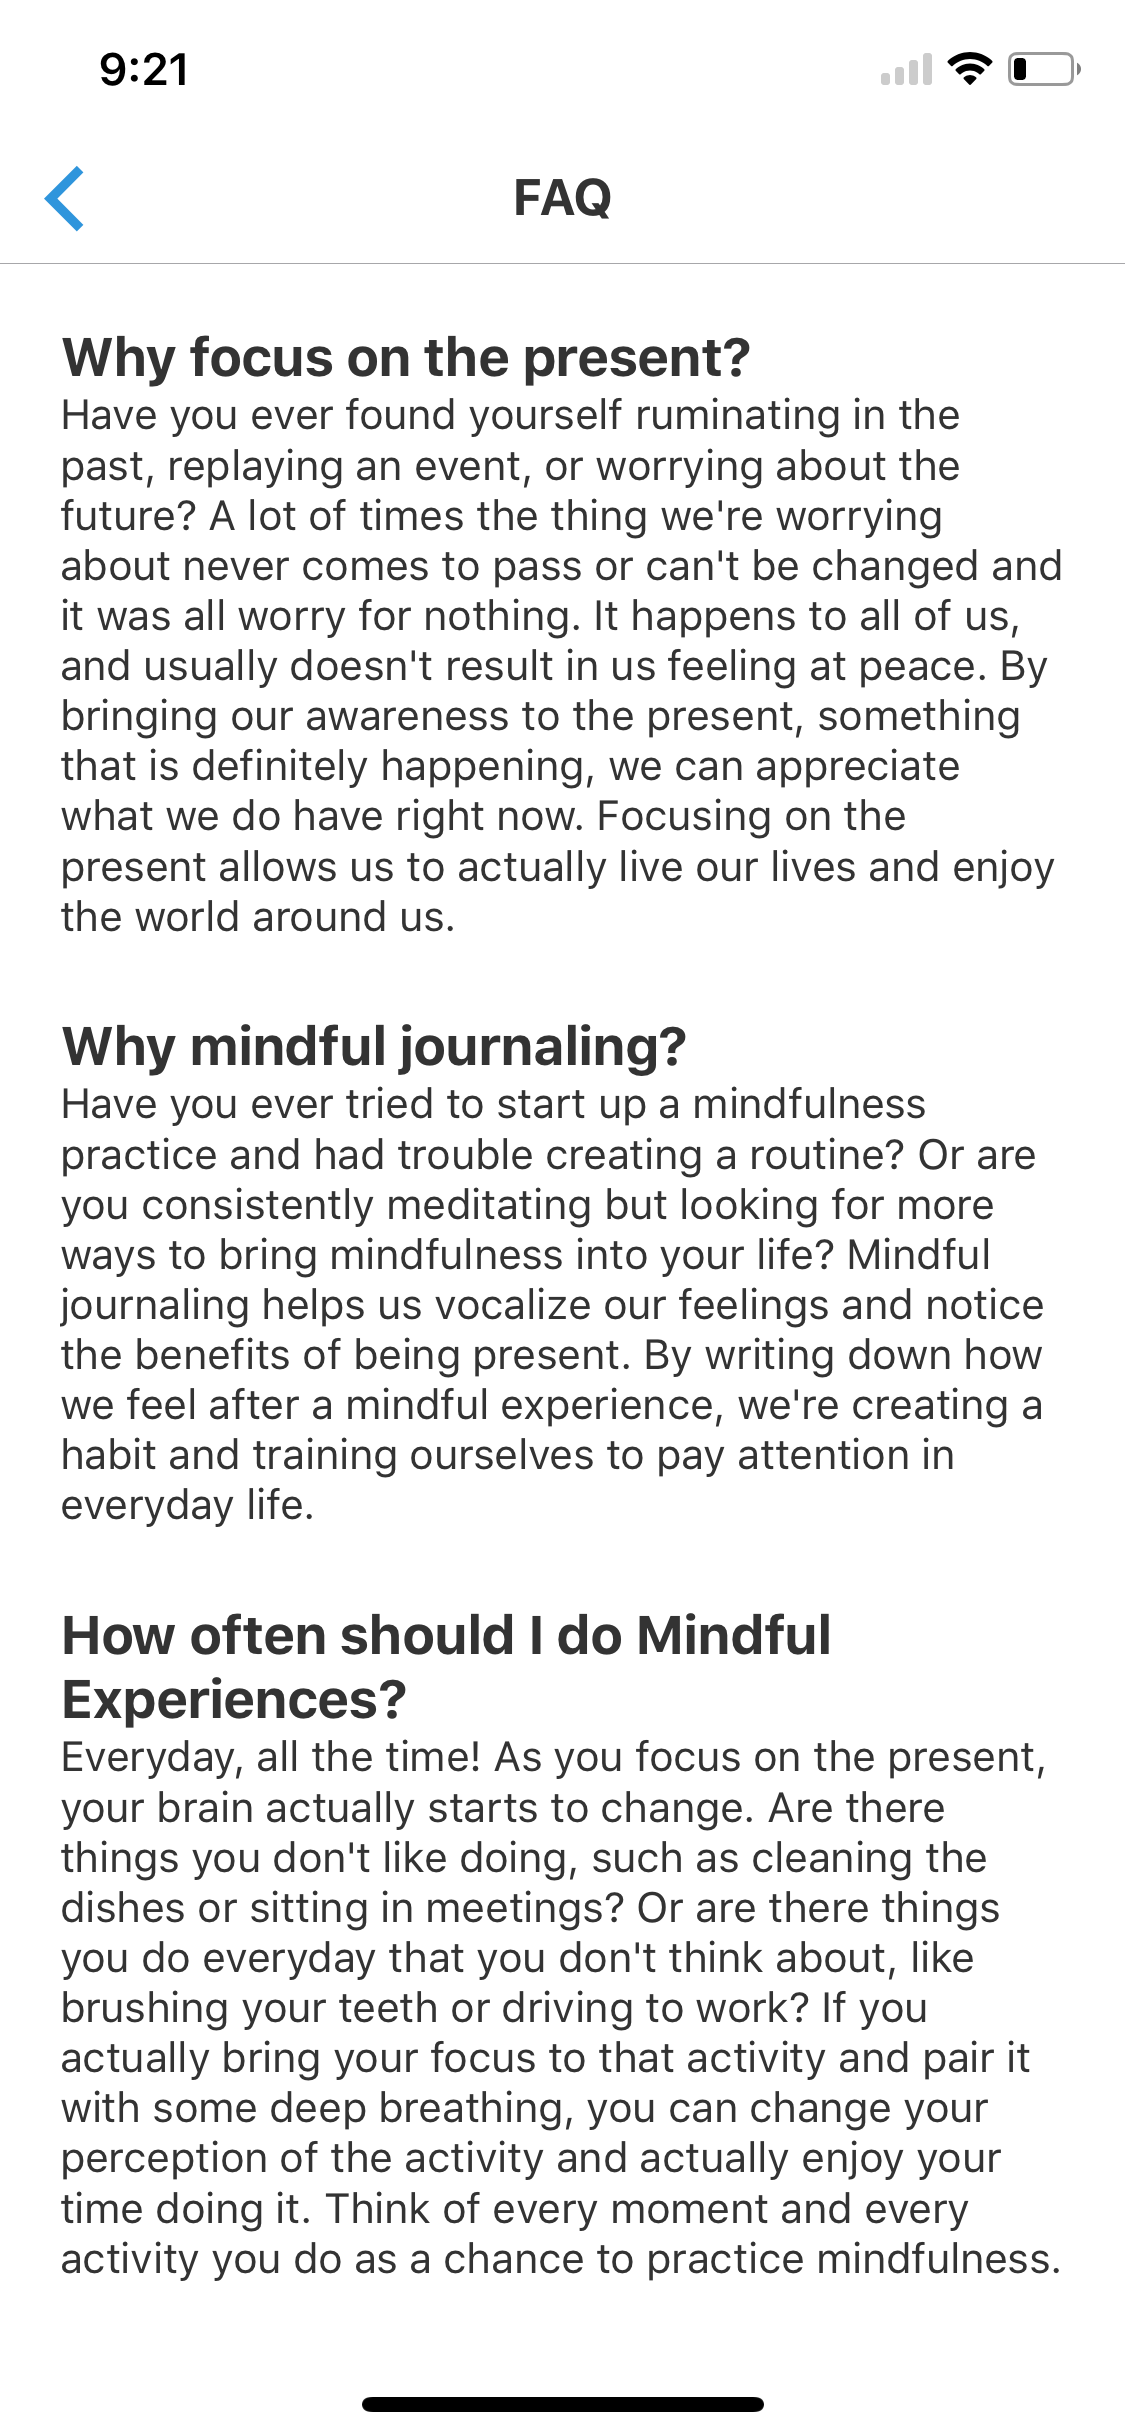 9:21
FAQ
Why focus on the present?
Have you ever found yourself ruminating in the
past, replaying an event, or worrying about the
future? A lot of times the thing we're worrying
about never comes to pass or can't be changed and
it was all worry for nothing. It happens to all of us,
and usually doesn't result in us feeling at peace. By
bringing our awareness to the present, something
that is definitely happening, we can appreciate
what we do have right now. Focusing on the
present allows us to actually live our lives and enjoy
the world around us.
Why mindful journaling?
Have you ever tried to start up a mindfulness
practice and had trouble creating a routine? Or are
you consistently meditating but looking for more
ways to bring mindfulness into your life? Mindful
journaling helps us vocalize our feelings and notice
the benefits of being present. By writing down how
we feel after a mindful experience, we're creating a
habit and training ourselves to pay attention in
everyday life.
How often should I do Mindful
Experiences?
Everyday, all the time! As you focus on the present,
your brain actually starts to change. Are there
things you don't like doing, such as cleaning the
dishes or sitting in meetings? Or are there things
you do everyday that you don't think about, like
brushing your teeth or driving to work? If you
actually bring your focus to that activity and pair it
with some deep breathing, you can change your
perception of the activity and actually enjoy your
time doing it. Think of every moment and every
activity you do as a chance to practice mindfulness.